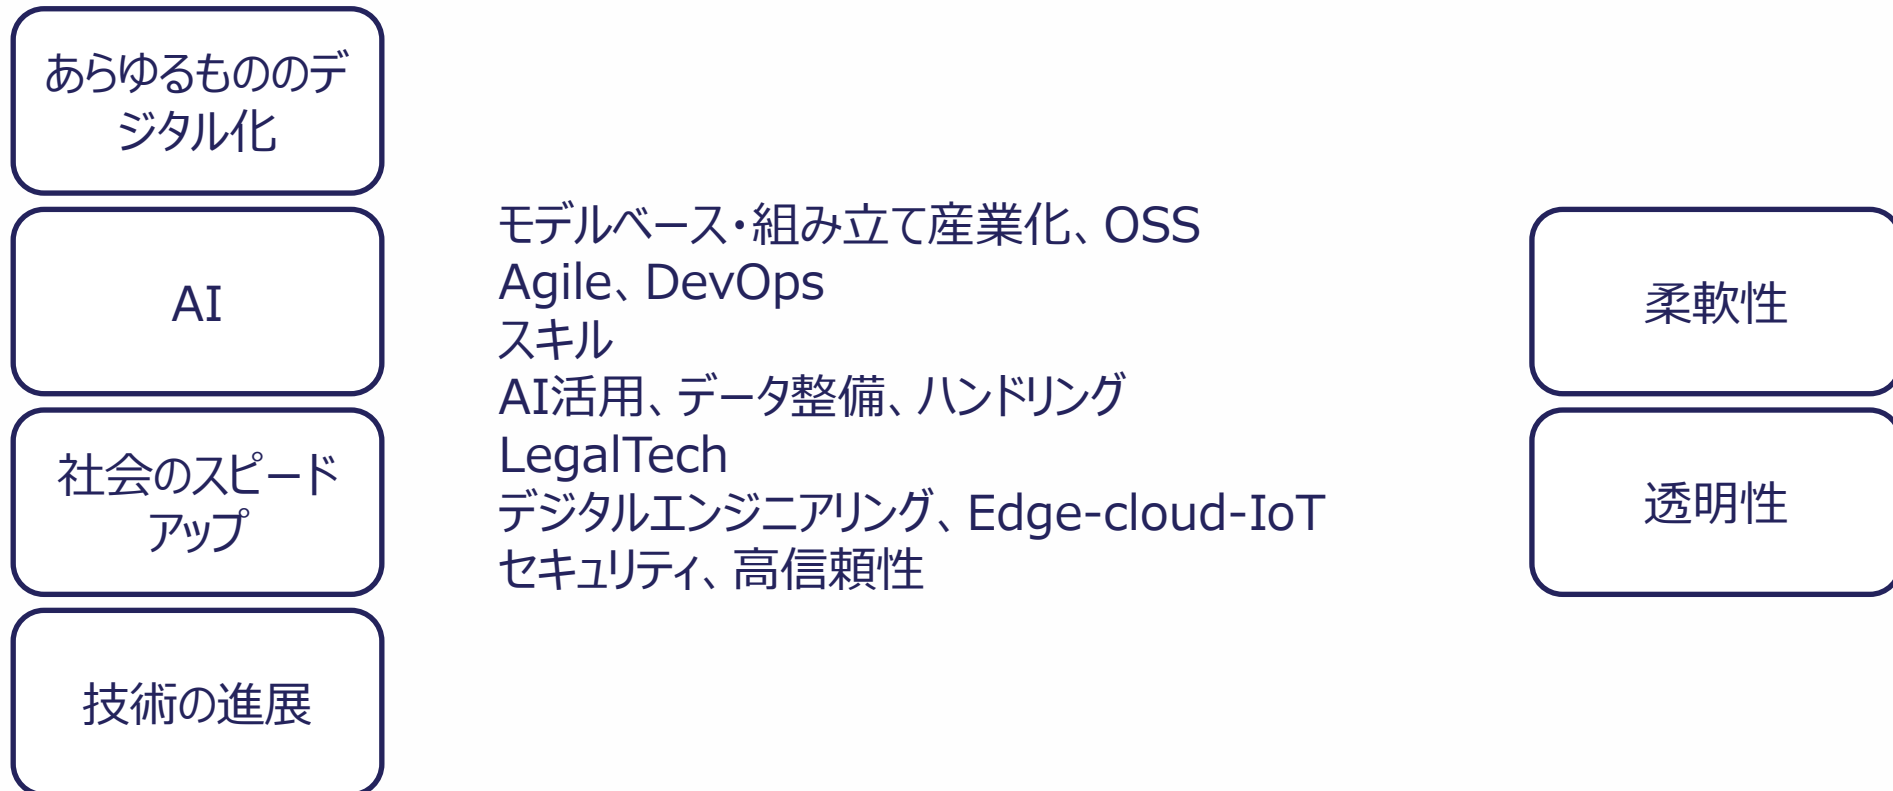 あらゆるもののデ
ジタル化
AI
社会のスピード
アップ
技術の進展
モデルベース・組み立て産業化、OSS
Agile、DevOps
スキル
AI活用、データ整備、ハンドリング
LegalTech
デジタルエンジニアリング、Edge-cloud-IoT
セキュリティ、高信頼性
柔軟性
透明性